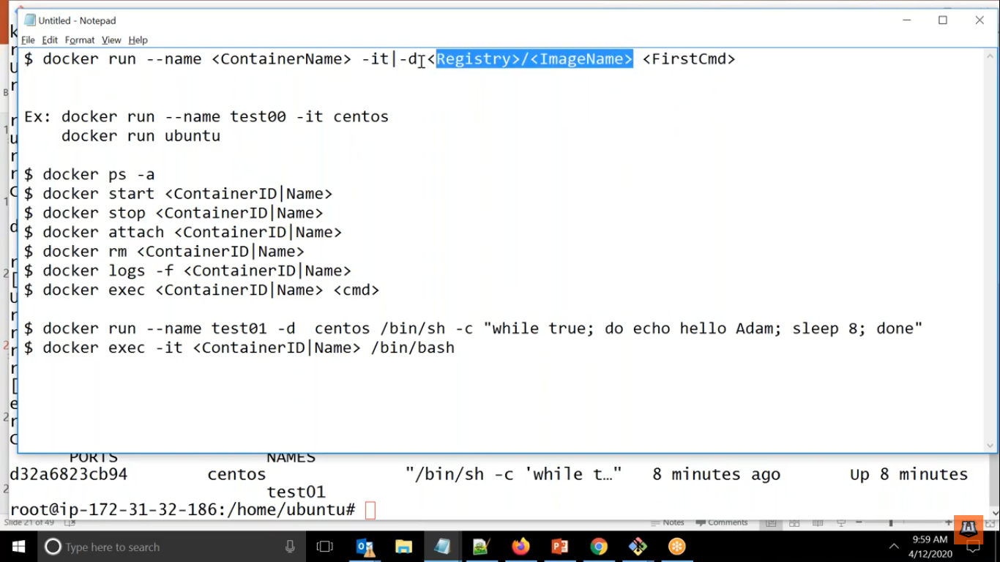 Untitled - Notepad
File Edit Format View Help
$ docker run --name <ContainerName> -it|-d<Registry>/<ImageName> <FirstCmd>
Ex: docker run --name test00 -it centos
docker run ubuntu
$ docker ps -a
$ docker start <ContainerID|Name>
$ docker stop <ContainerID|Name>
$ docker attach <ContainerID|Name>
$ docker rm <ContainerID|Name>
$ docker logs -f <ContainerID|Name>
$ docker exec <ContainerID|Name> <cmd>
$ docker run --name test01 -d  centos /bin/sh -c "while true; do echo hello Adam; sleep 8; done"
$ docker exec -it <ContainerID|Name> /bin/bash
PORTS NAMES
d32a6823cb94 centos "/bin/sh -c 'while t…" 8 minutes ago Up 8 minutes
test01
root@ip-172-31-32-186:/home/ubuntu#
Slide 21 of 49 Notes Comments
Type here to search
9:59 AM
4/12/2020